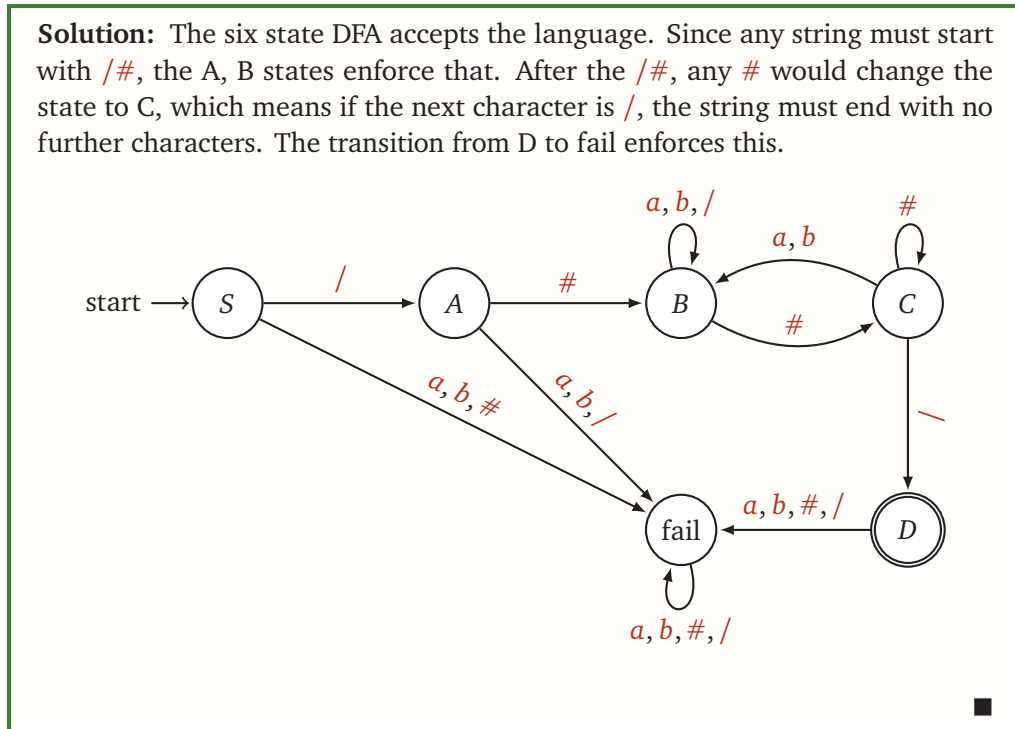 Solution: The six state DFA accepts the language. Since any string must start
with /#, the A, B states enforce that. After the /#, any # would change the
state to C, which means if the next character is /, the string must end with no
further characters. The transition from D to fail enforces this.
a, b, /
#
a, b
start
S
/
A
#
B
#
C
a, b, #
a, b, /
/
fail
a, b, #, /
D
a, b, #, /